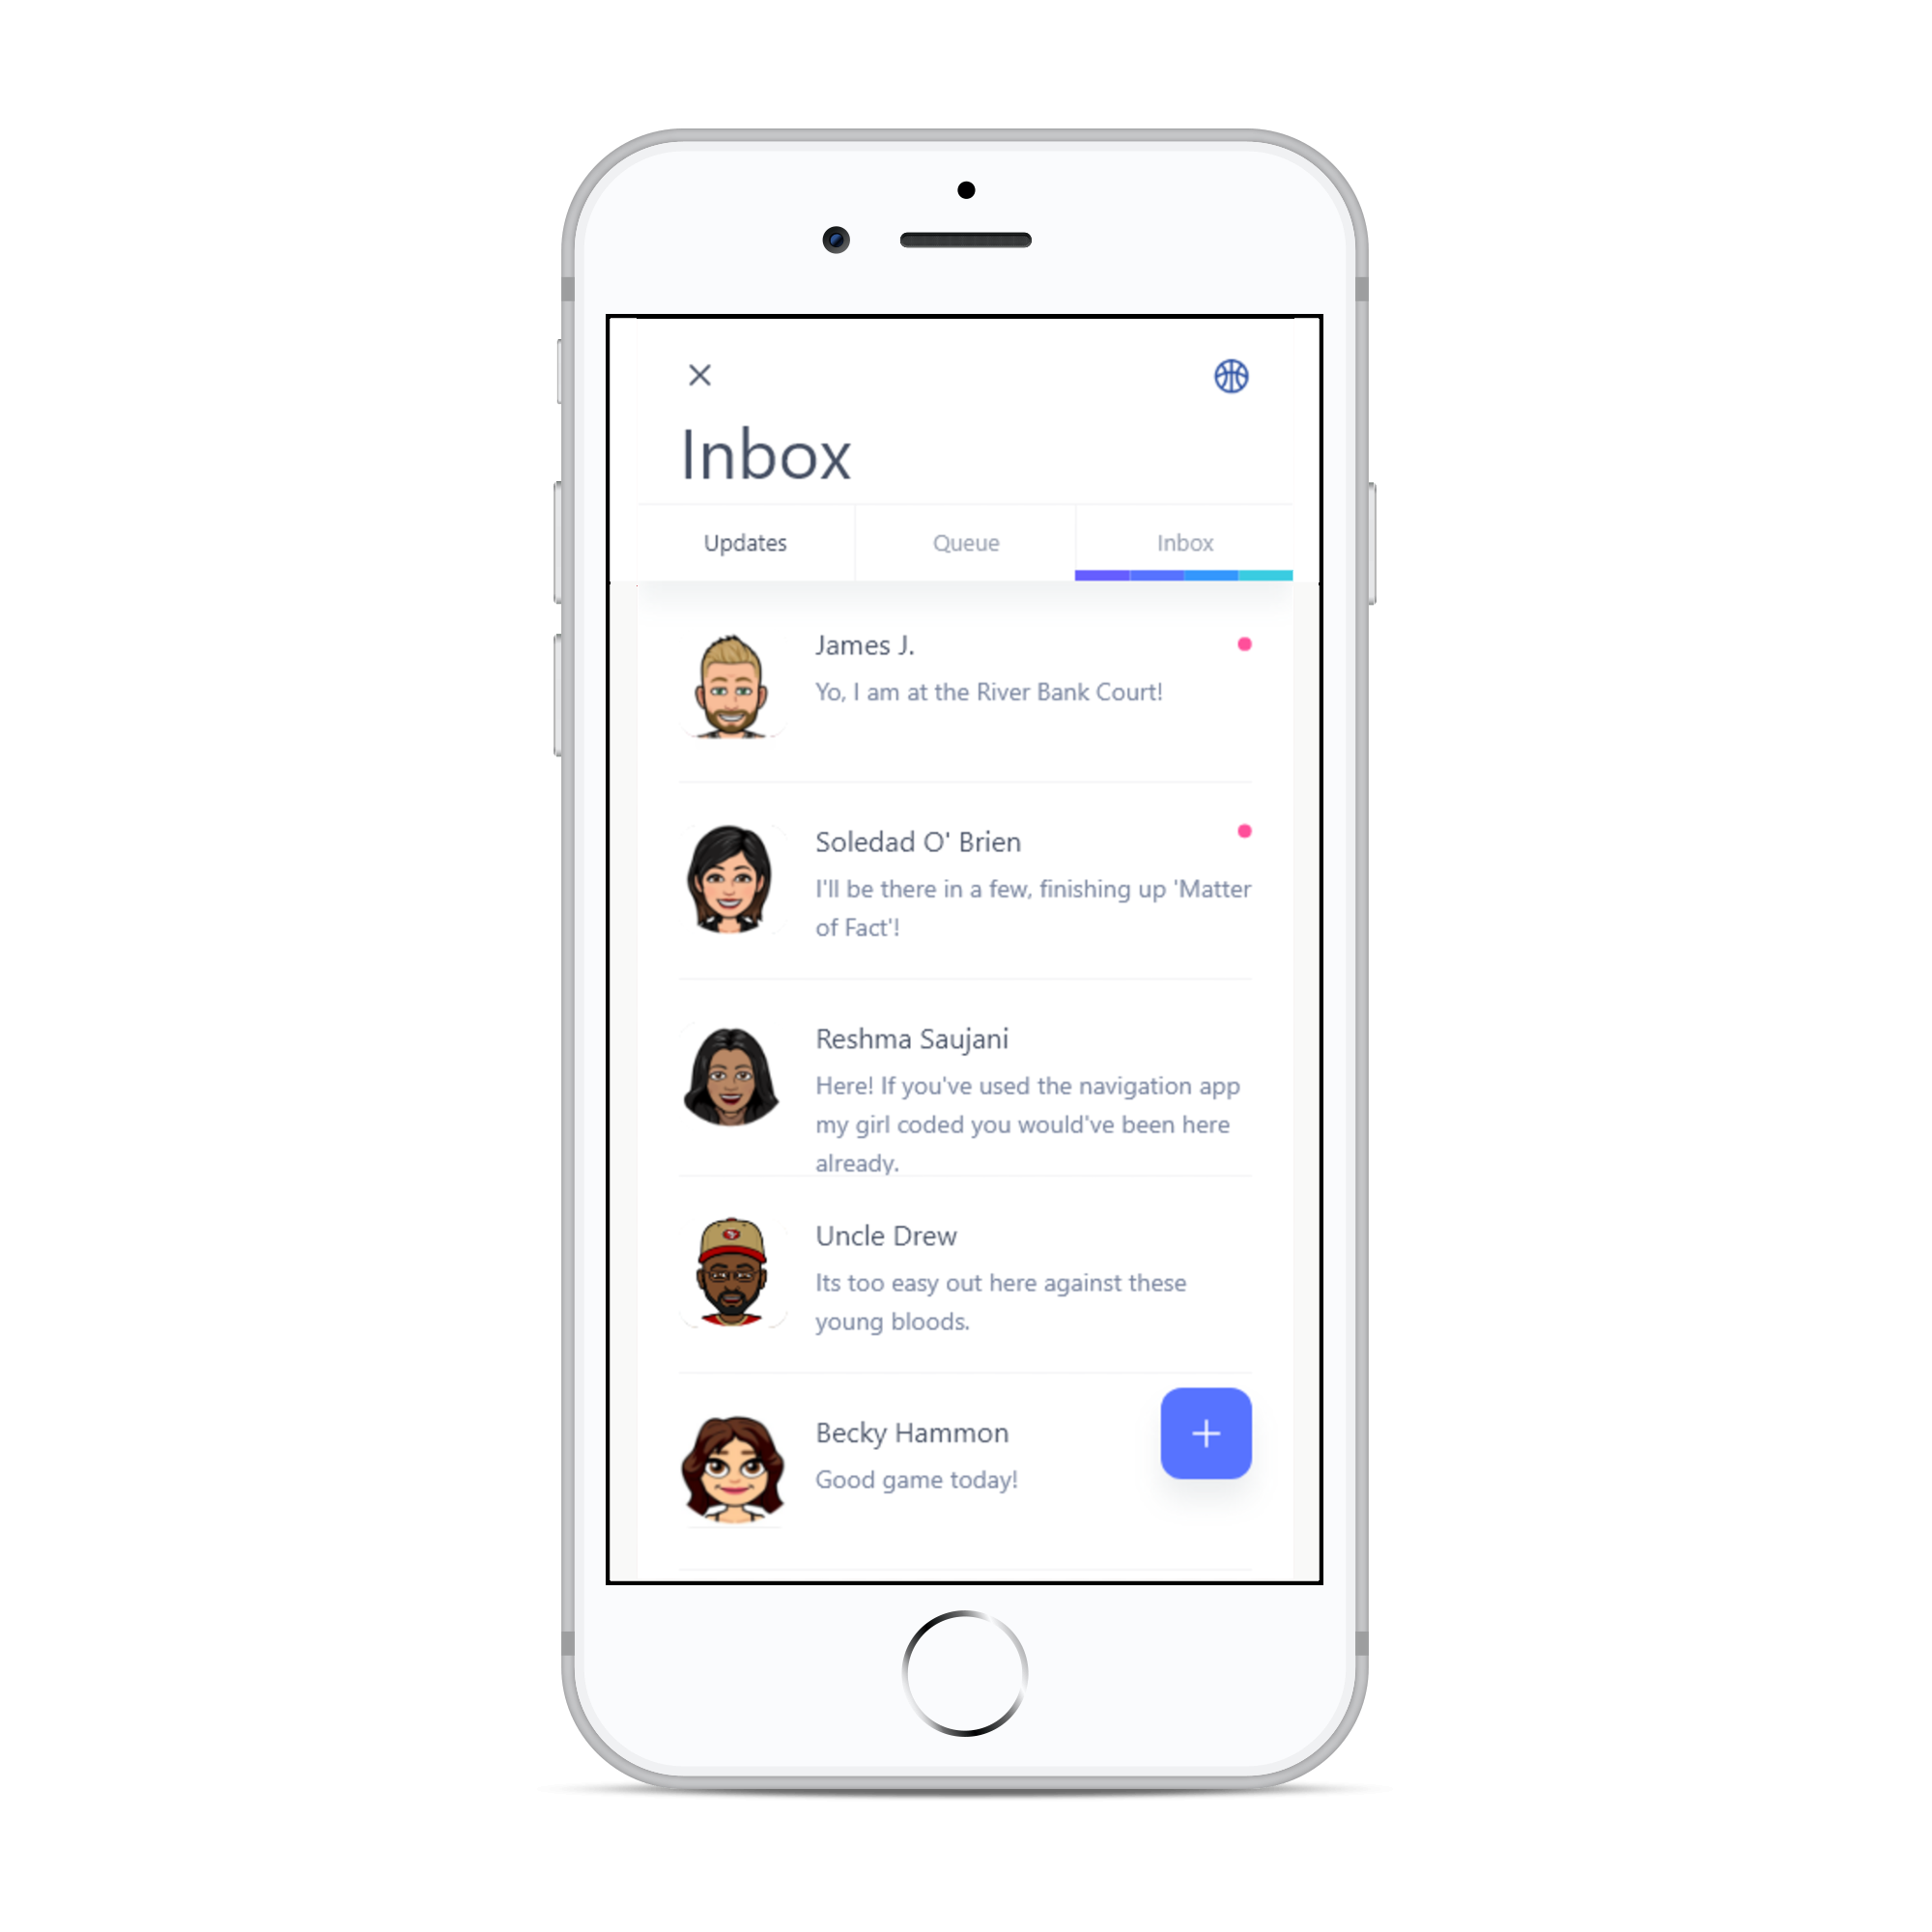 Inbox
Updates
Queue
Inbox
James J.
Yo, I am at the River Bank Court!
Soledad O' Brien
I'll be there in a few, finishing up 'Matter
of Fact'!
Reshma Saujani
Here! If you've used the navigation app
my girl coded you would've been here
already.
Uncle Drew
Its too easy out here against these
young bloods.
Becky Hammon
Good game today!